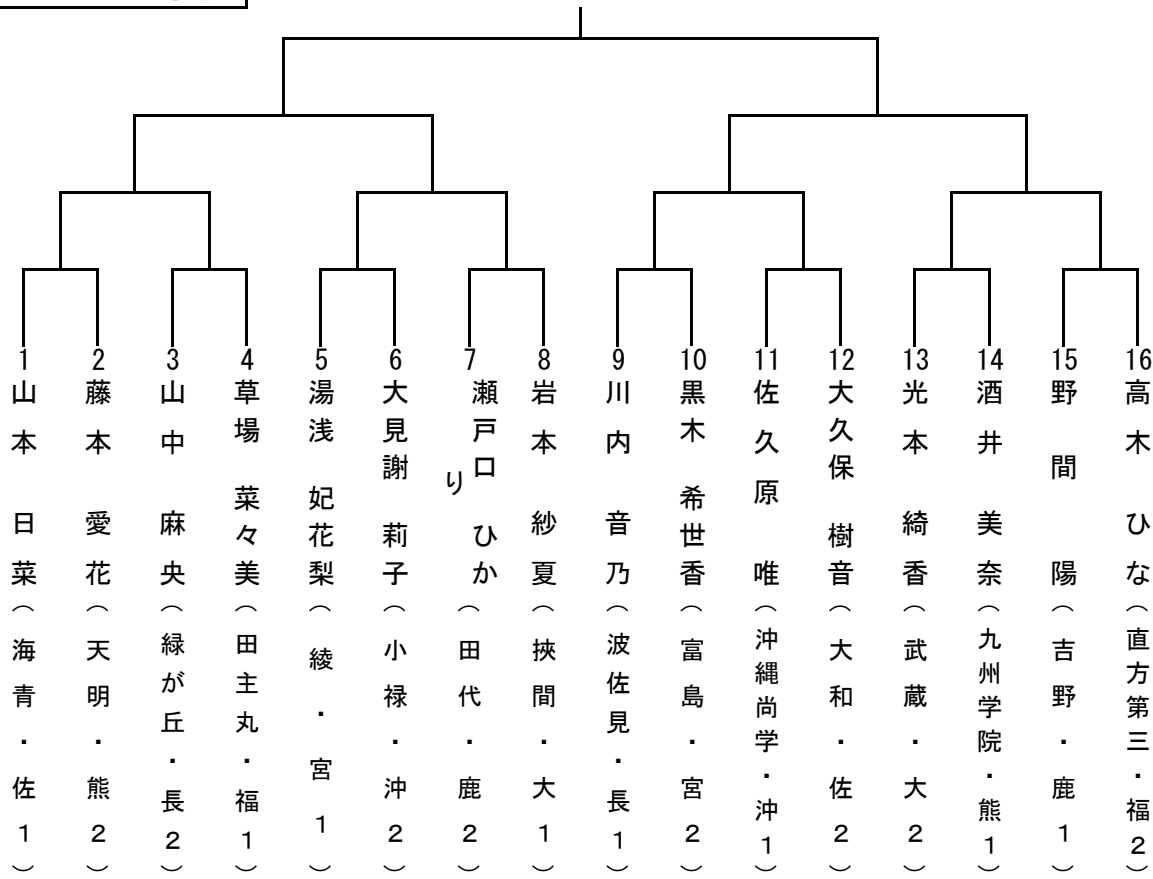 1 山本 日菜（海青・佐1）
2 藤本 愛花（天明・熊2）
3 山中 麻央（緑が丘・長2）
4 草場 菜々美（田主丸・福1）
5 湯浅 妃花梨（綾・宮1）
6 大見謝 莉子（小禄・沖2）
7 瀬戸口 ひかり（田代・鹿2）
8 岩本 紗夏（挾間・大1）
9 川内 音乃（波佐見・長1）
10 黒木 希世香（富島・宮2）
11 佐久原 唯（沖縄尚学・沖1）
12 大久保 樹音（大和・佐2）
13 光本 綺香（武蔵・大2）
14 酒井 美奈（九州学院・熊1）
15 野間 陽（吉野・鹿1）
16 高木 ひな（直方第三・福2）